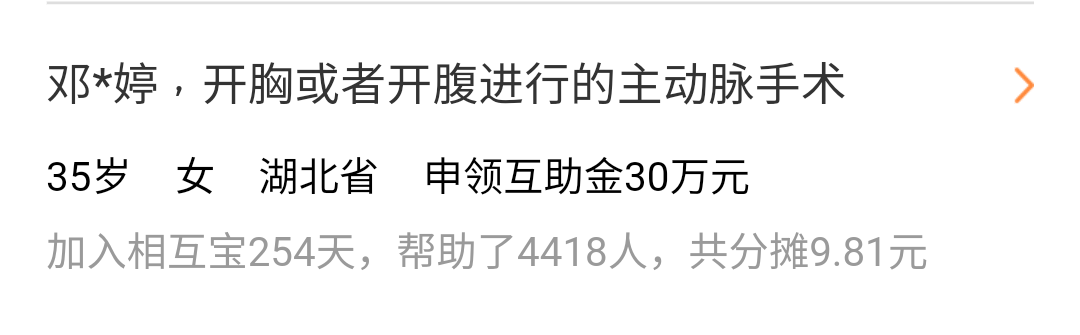 邓*婷，开胸或者开腹进行的主动脉手术
35岁 女 湖北省 申领互助金30万元
加入相互宝254天，帮助了4418人，共分摊9.81元